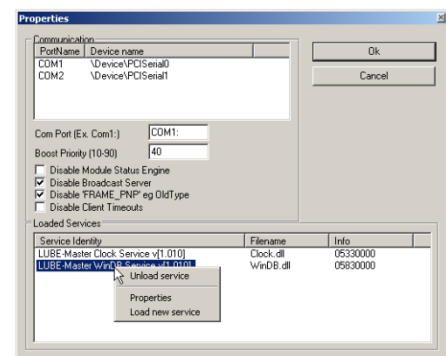 Properties
Communication
PortName Device name
COM1 \Device\PCISerial0
COM2 \Device\PCISerial1
Ok
Cancel
Com Port (Ex. Com1:) COM1:
Boost Priority (10-90) 40
Disable Module Status Engine
Disable Broadcast Server
Disable 'FRAME_PNP' eg OldType
Disable Client Timeouts
Loaded Services
Service Identity Filename Info
LUBE-Master Clock Service v[1.010] Clock.dll 05330000
LUBE-Master WinDB Service v[1.010] WinDB.dll 05830000
Unload service
Properties
Load new service